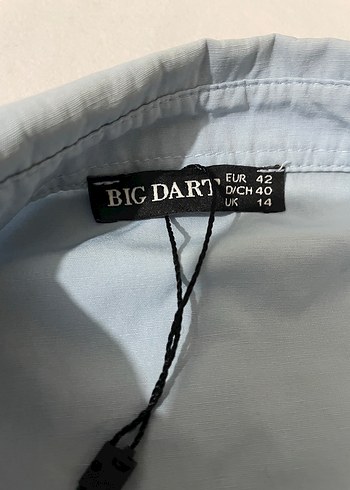 BIG DART
EUR 42
D/CH 40
UK 14